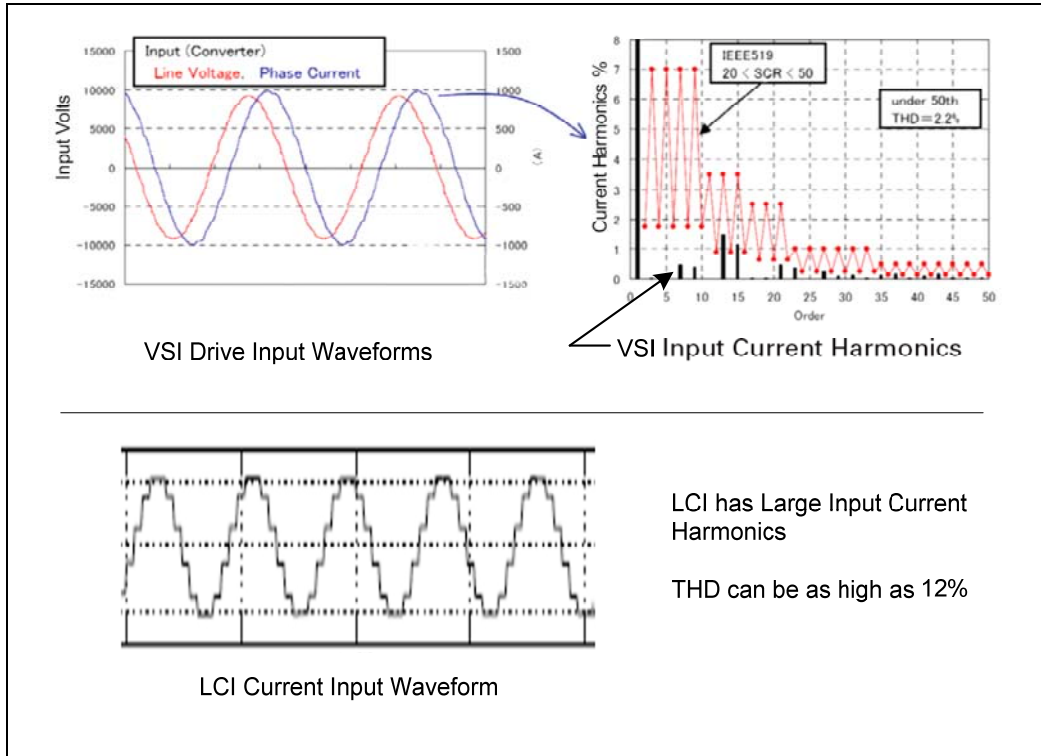 Input (Converter)
Line Voltage, Phase Current
15000
10000
5000
0
-5000
-10000
-15000
Input Volts
1500
1000
500
0
-500
-1000
-1500
(A)
VSI Drive Input Waveforms
IEEE519
20 < SCR < 50
under 50th
THD=2.2%
8
7
6
5
4
3
2
1
0
Current Harmonics %
0 5 10 15 20 25 30 35 40 45 50
Order
VSI Input Current Harmonics
LCI has Large Input Current
Harmonics
THD can be as high as 12%
LCI Current Input Waveform